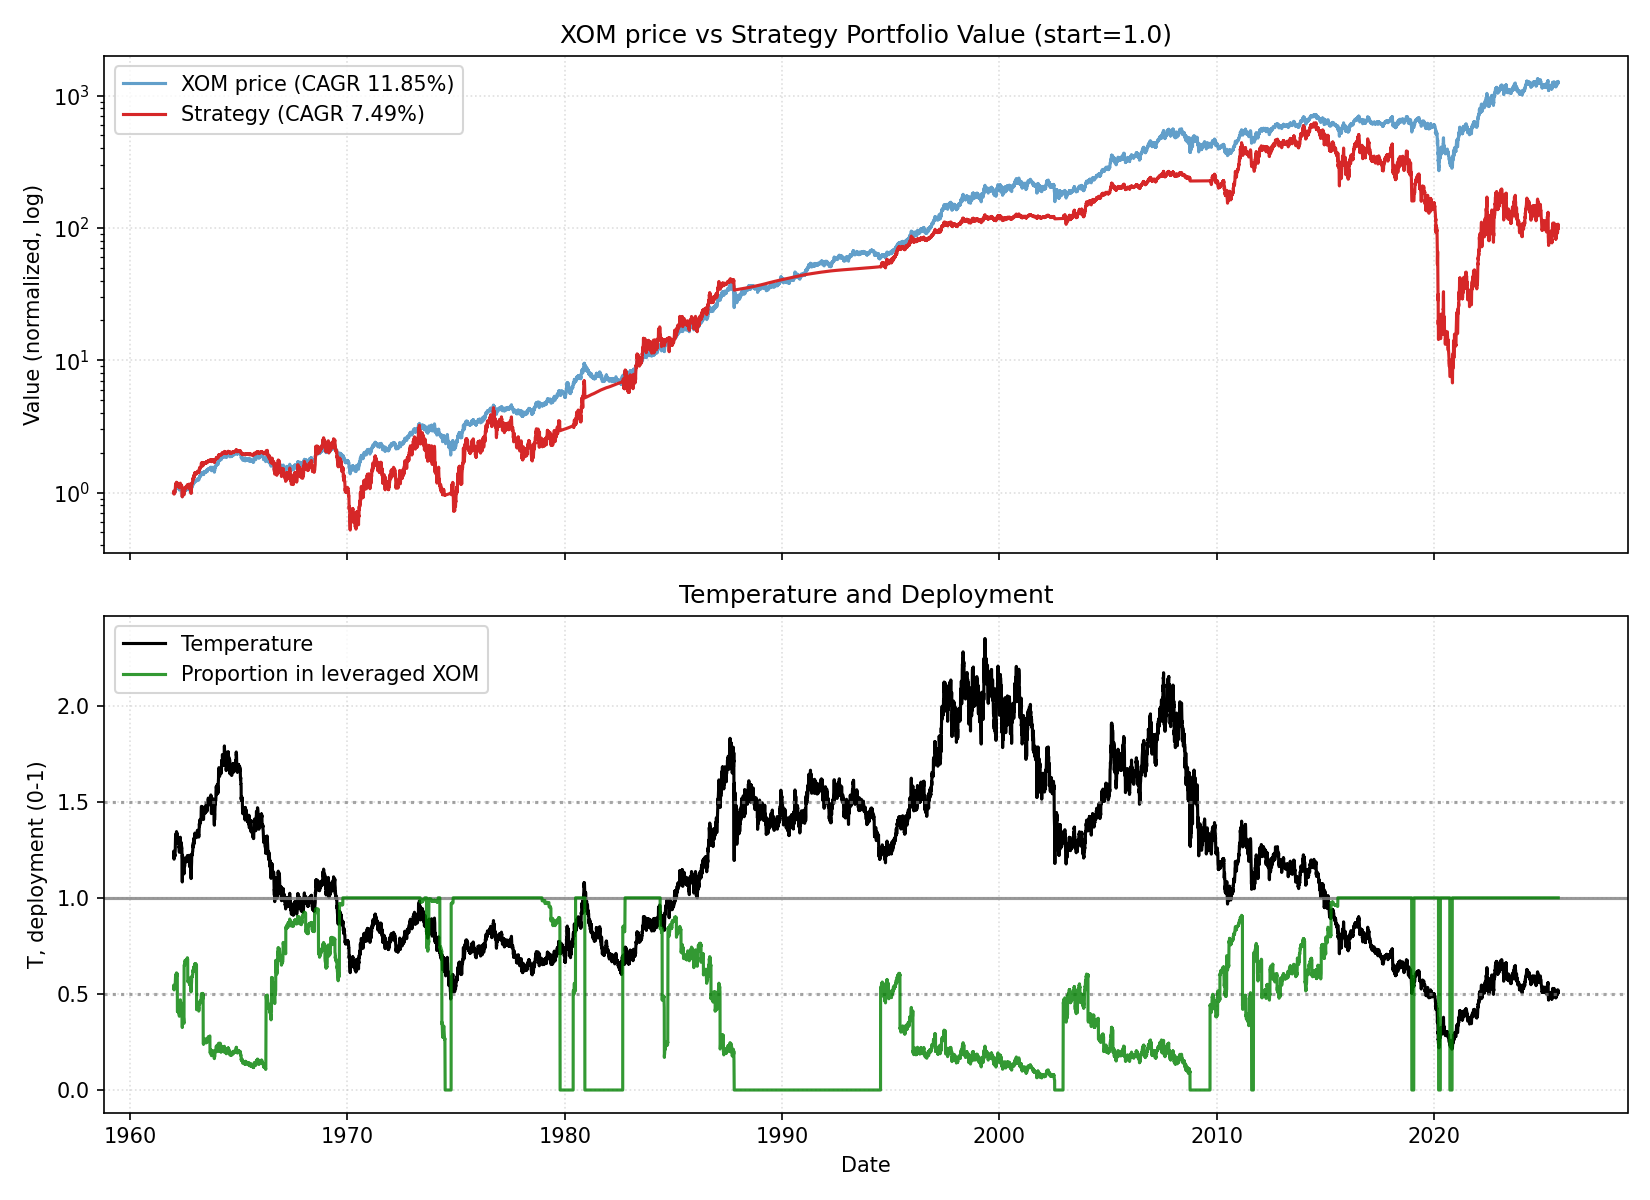 XOM price vs Strategy Portfolio Value (start=1.0)
XOM price (CAGR 11.85%)
Strategy (CAGR 7.49%)
Value (normalized, log)
10³
10²
10¹
10⁰
Temperature and Deployment
Temperature
Proportion in leveraged XOM
T, deployment (0-1)
2.0
1.5
1.0
0.5
0.0
1960 1970 1980 1990 2000 2010 2020
Date